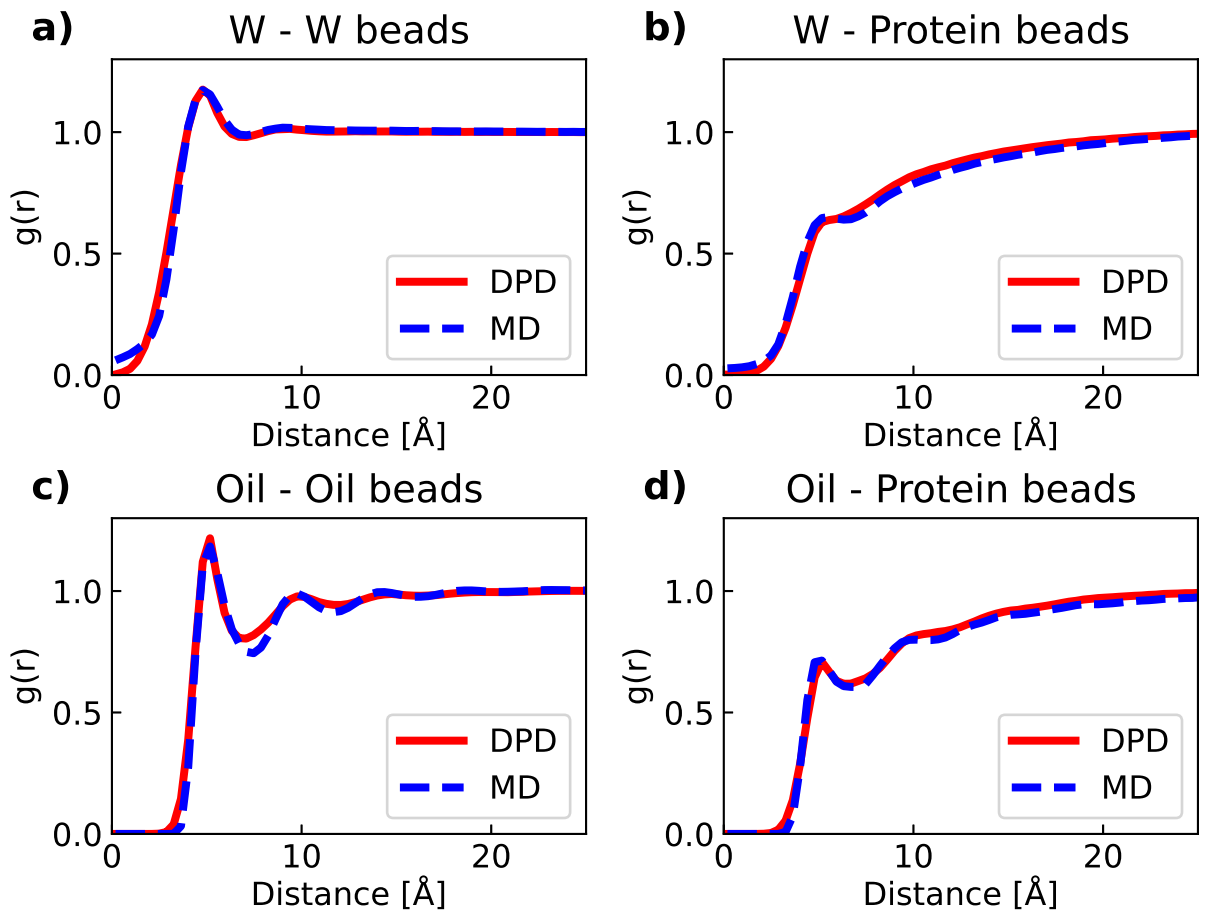 a) W - W beads
g(r)
1.0
0.5
0.0
DPD
MD
0 10 20
Distance [Å]
b) W - Protein beads
g(r)
1.0
0.5
0.0
DPD
MD
0 10 20
Distance [Å]
c) Oil - Oil beads
g(r)
1.0
0.5
0.0
DPD
MD
0 10 20
Distance [Å]
d) Oil - Protein beads
g(r)
1.0
0.5
0.0
DPD
MD
0 10 20
Distance [Å]